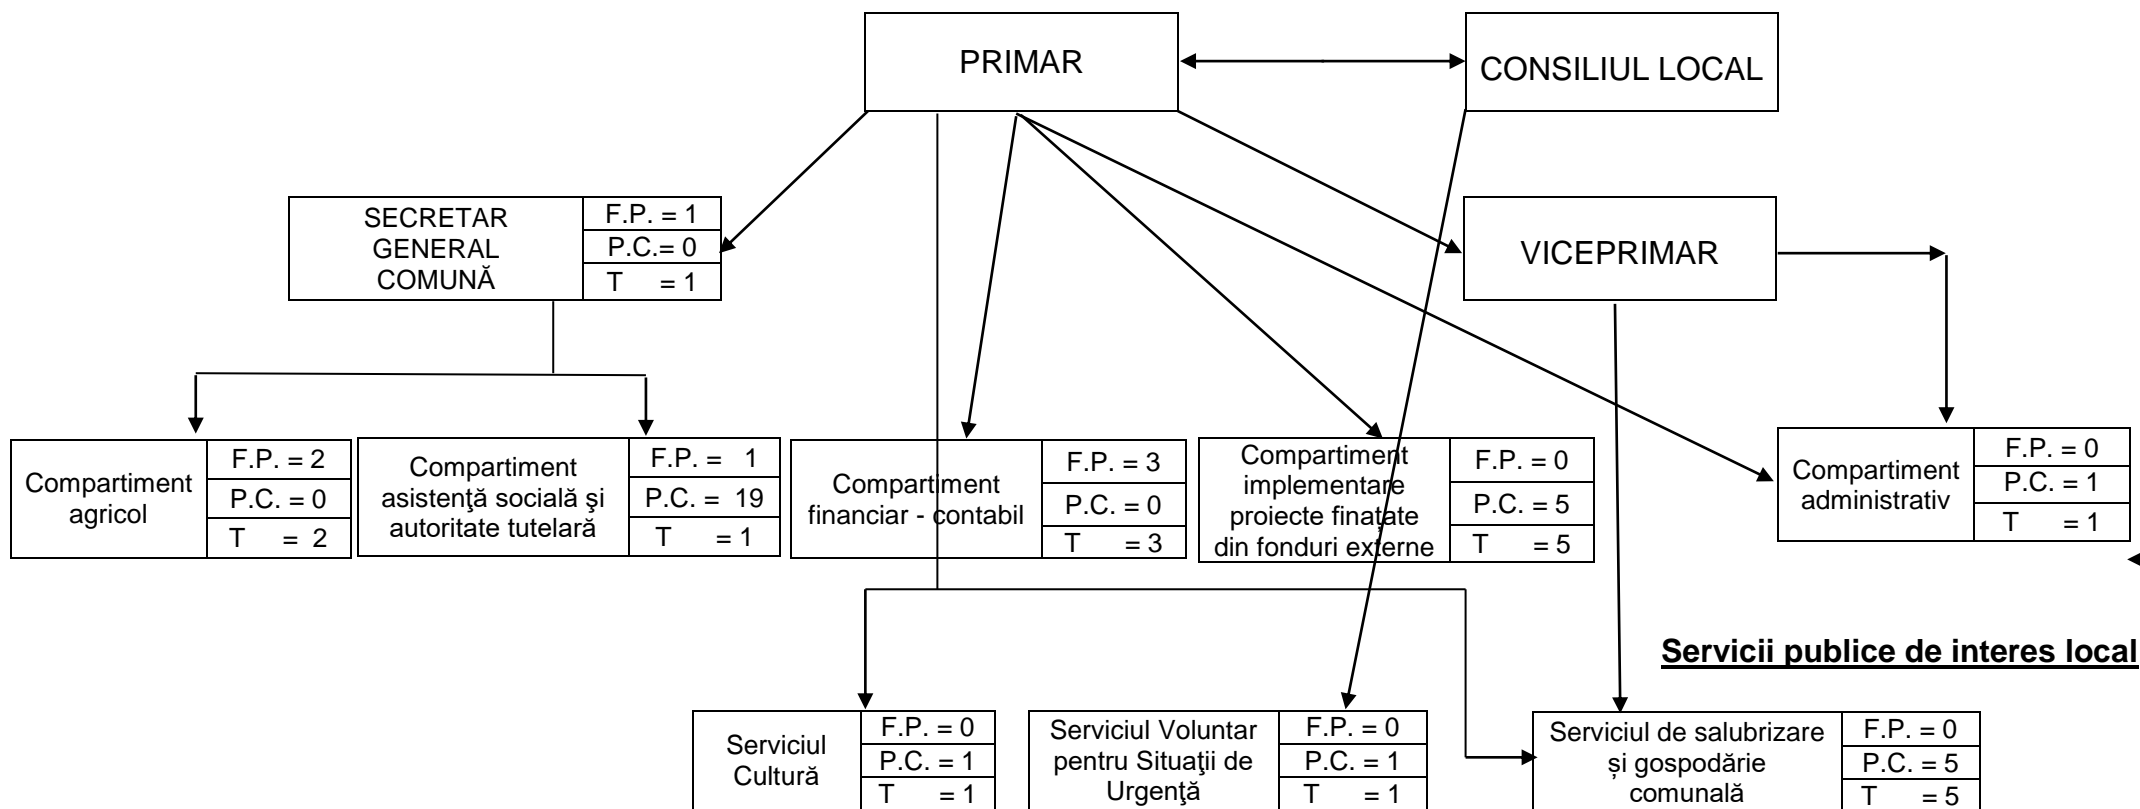 PRIMAR
CONSILIUL LOCAL
SECRETAR
GENERAL
COMUNĂ
F.P. = 1
P.C.= 0
T = 1
VICEPRIMAR
Compartiment
agricol
F.P. = 2
P.C. = 0
T = 2
Compartiment
asistenţă socială şi
autoritate tutelară
F.P. = 1
P.C. = 19
T = 1
Compartiment
financiar - contabil
F.P. = 3
P.C. = 0
T = 3
Compartiment
implementare
proiecte finațate
din fonduri externe
F.P. = 0
P.C. = 5
T = 5
Compartiment
administrativ
F.P. = 0
P.C. = 1
T = 1
Servicii publice de interes local
Serviciul
Cultură
F.P. = 0
P.C. = 1
T = 1
Serviciul Voluntar
pentru Situaţii de
Urgenţă
F.P. = 0
P.C. = 1
T = 1
Serviciul de salubrizare
și gospodărie
comunală
F.P. = 0
P.C. = 5
T = 5